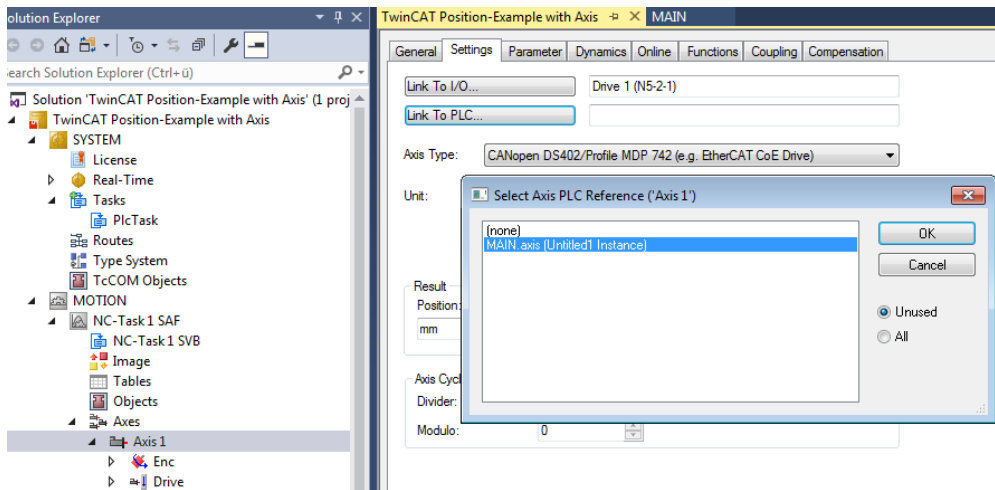 olution Explorer
earch Solution Explorer (Ctrl+ü)
Solution 'TwinCAT Position-Example with Axis' (1 proj
TwinCAT Position-Example with Axis
SYSTEM
License
Real-Time
Tasks
PlcTask
Routes
Type System
TcCOM Objects
MOTION
NC-Task 1 SAF
NC-Task 1 SVB
Image
Tables
Objects
Axes
Axis 1
Enc
Drive
TwinCAT Position-Example with Axis MAIN
General Settings Parameter Dynamics Online Functions Coupling Compensation
Link To I/O... Drive 1 (N5-2-1)
Link To PLC...
Axis Type: CANopen DS402/Profile MDP 742 (e.g. EtherCAT CoE Drive)
Unit:
Result
Position:
mm
Axis Cycl
Divider:
Modulo: 0
Select Axis PLC Reference ('Axis 1')
(none)
MAIN.axis (Untitled1 Instance)
OK
Cancel
Unused
All